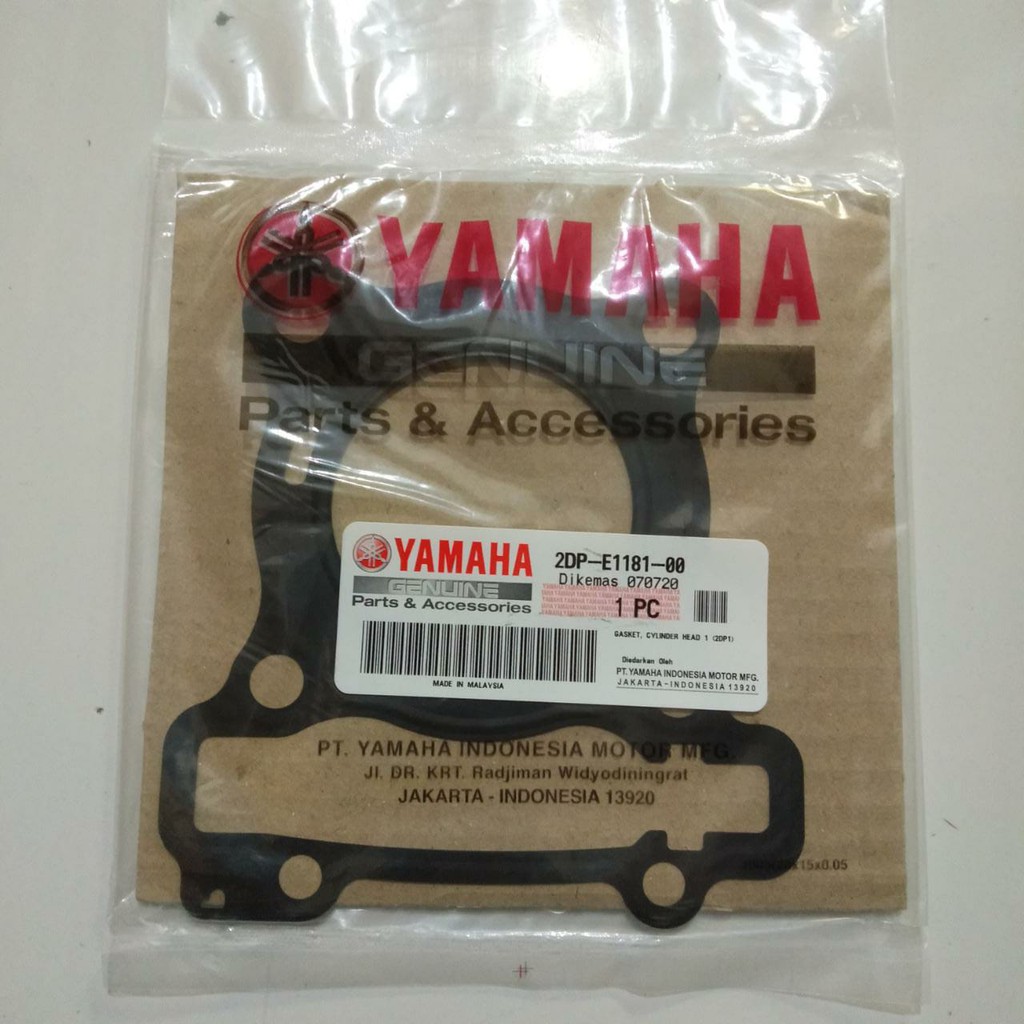 YAMAHA
GENUINE
Parts & Accessories
YAMAHA
GENUINE
Parts & Accessories
2DP-E1181-00
Dikemas 070720
1 PC
GASKET, CYLINDER HEAD 1 (2DP1)
Diedarkan Oleh
PT. YAMAHA INDONESIA MOTOR MFG.
JAKARTA-INDONESIA 13920
MADE IN MALAYSIA
PT. YAMAHA INDONESIA MOTOR MFG.
Jl. DR. KRT. Radjiman Widyodiningrat
JAKARTA - INDONESIA 13920